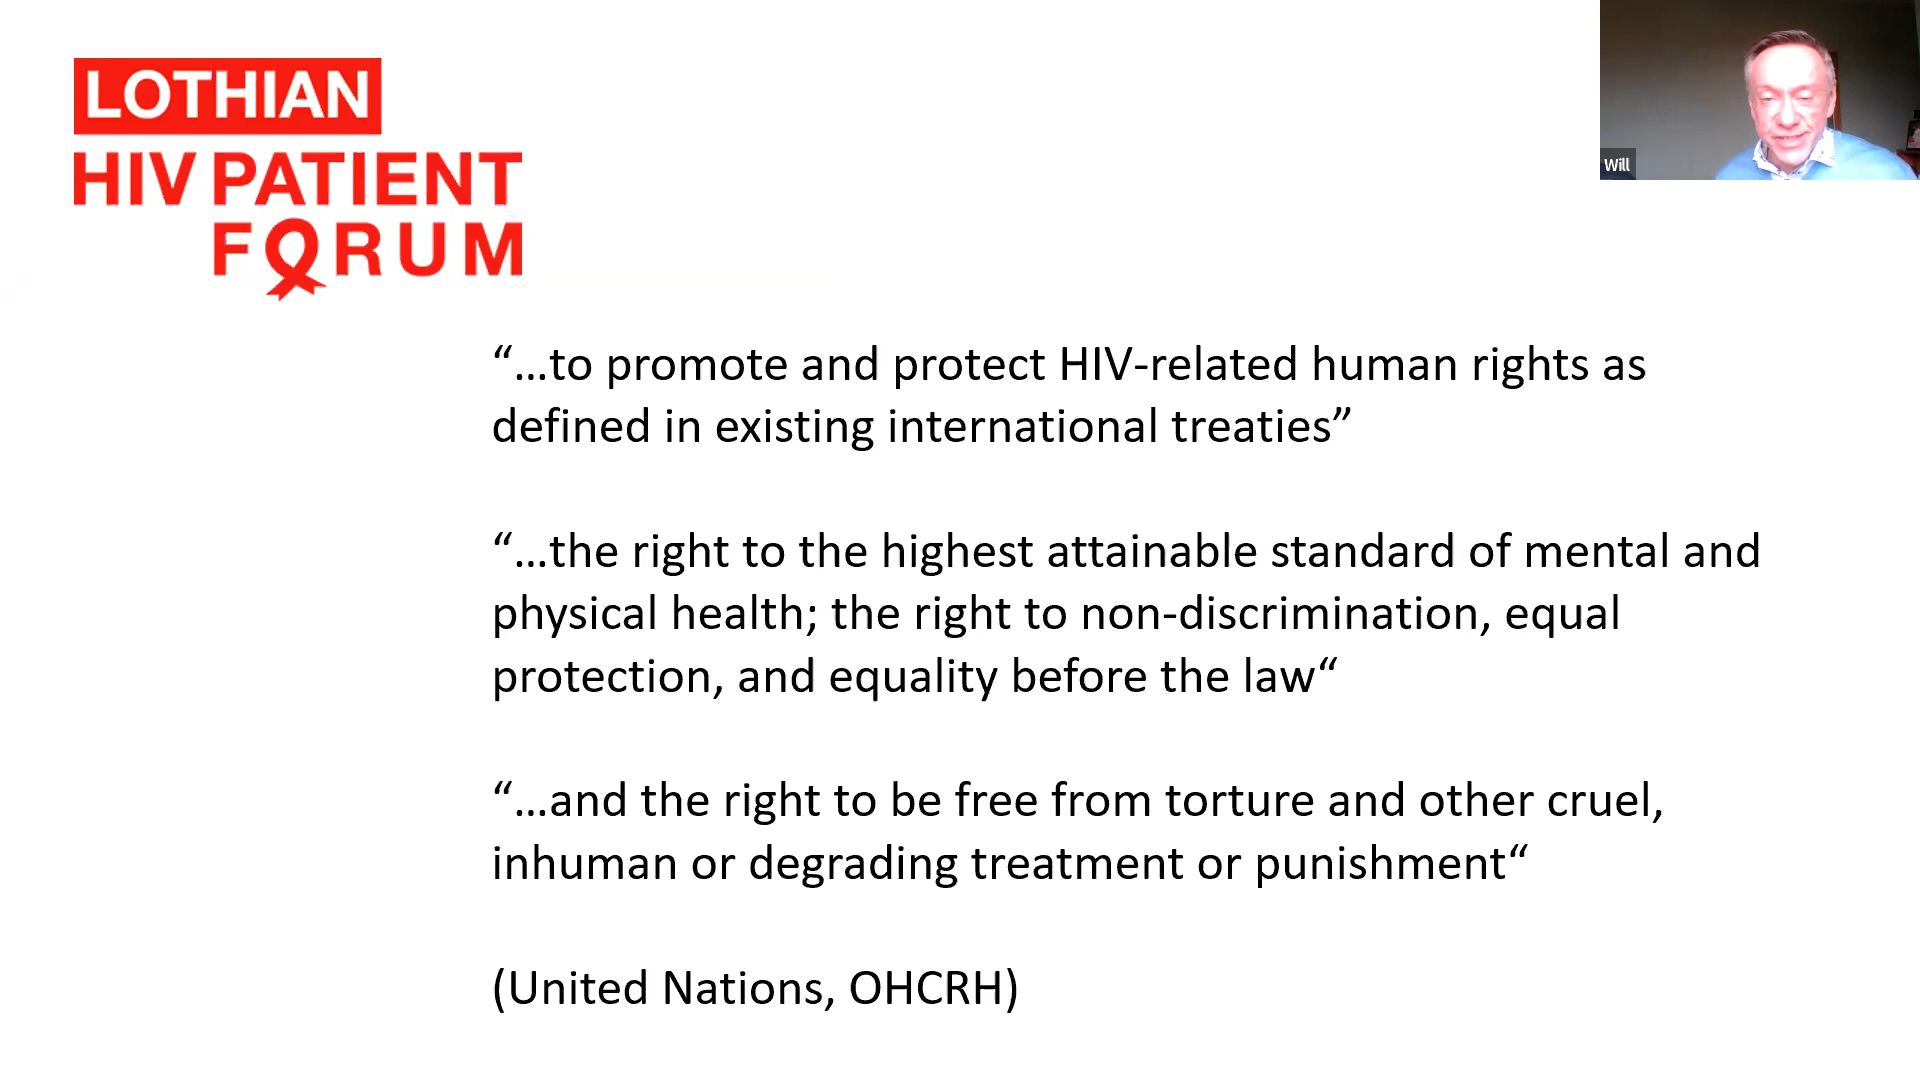 LOTHIAN
HIV PATIENT
FORUM
Will
“...to promote and protect HIV-related human rights as
defined in existing international treaties”
“...the right to the highest attainable standard of mental and
physical health; the right to non-discrimination, equal
protection, and equality before the law“
“...and the right to be free from torture and other cruel,
inhuman or degrading treatment or punishment“
(United Nations, OHCRH)